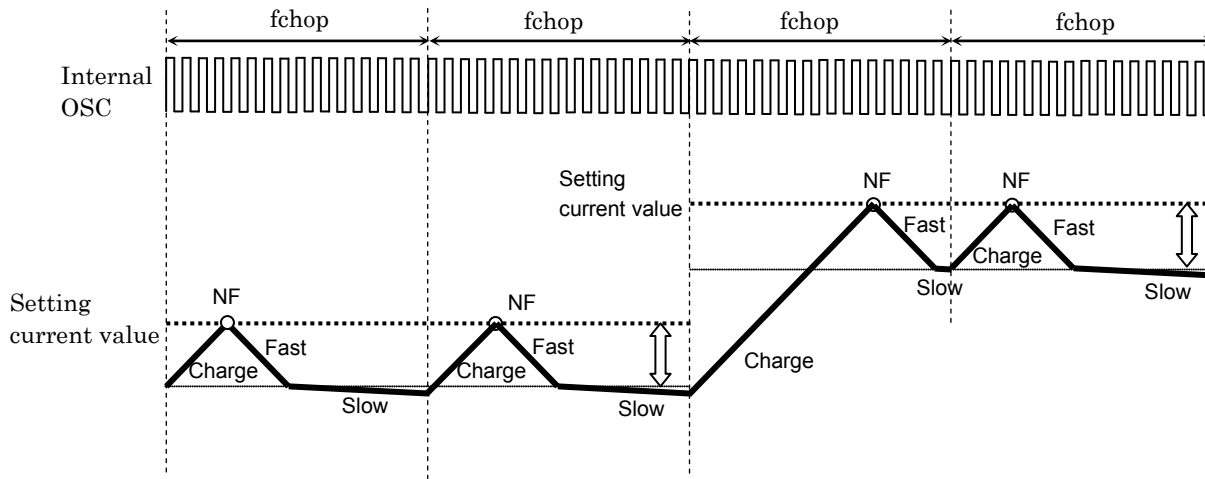 fchop
fchop
fchop
fchop
Internal
OSC
Setting
current value
NF
Fast
Slow
NF
Charge
Fast
Slow
Setting
current value
NF
Charge
Fast
Slow
NF
Charge
Fast
Slow
Charge